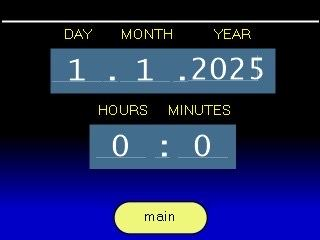 DAY MONTH YEAR
1 . 1 .2025
HOURS MINUTES
0 : 0
main